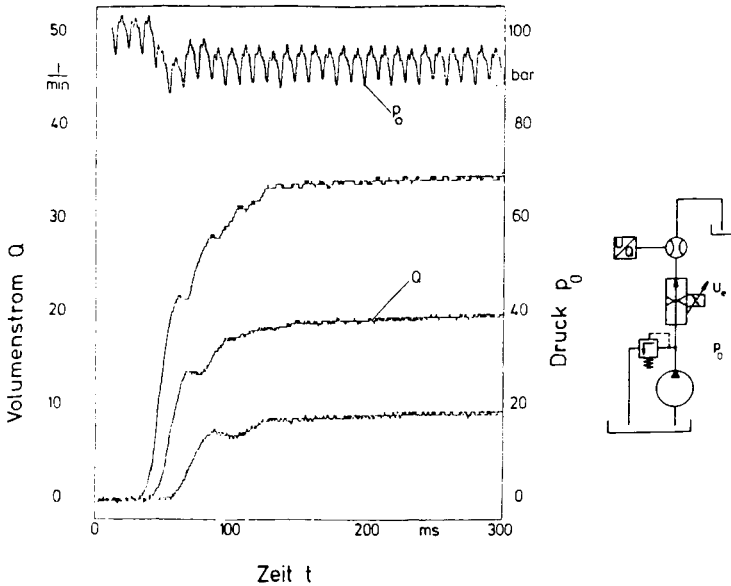 50
l/min
40
30
20
10
0
Volumenstrom Q
100
bar
80
60
40
20
0
Druck p₀
p₀
Q
0
100
200
ms
300
Zeit t
U
Q
Uₑ
p₀